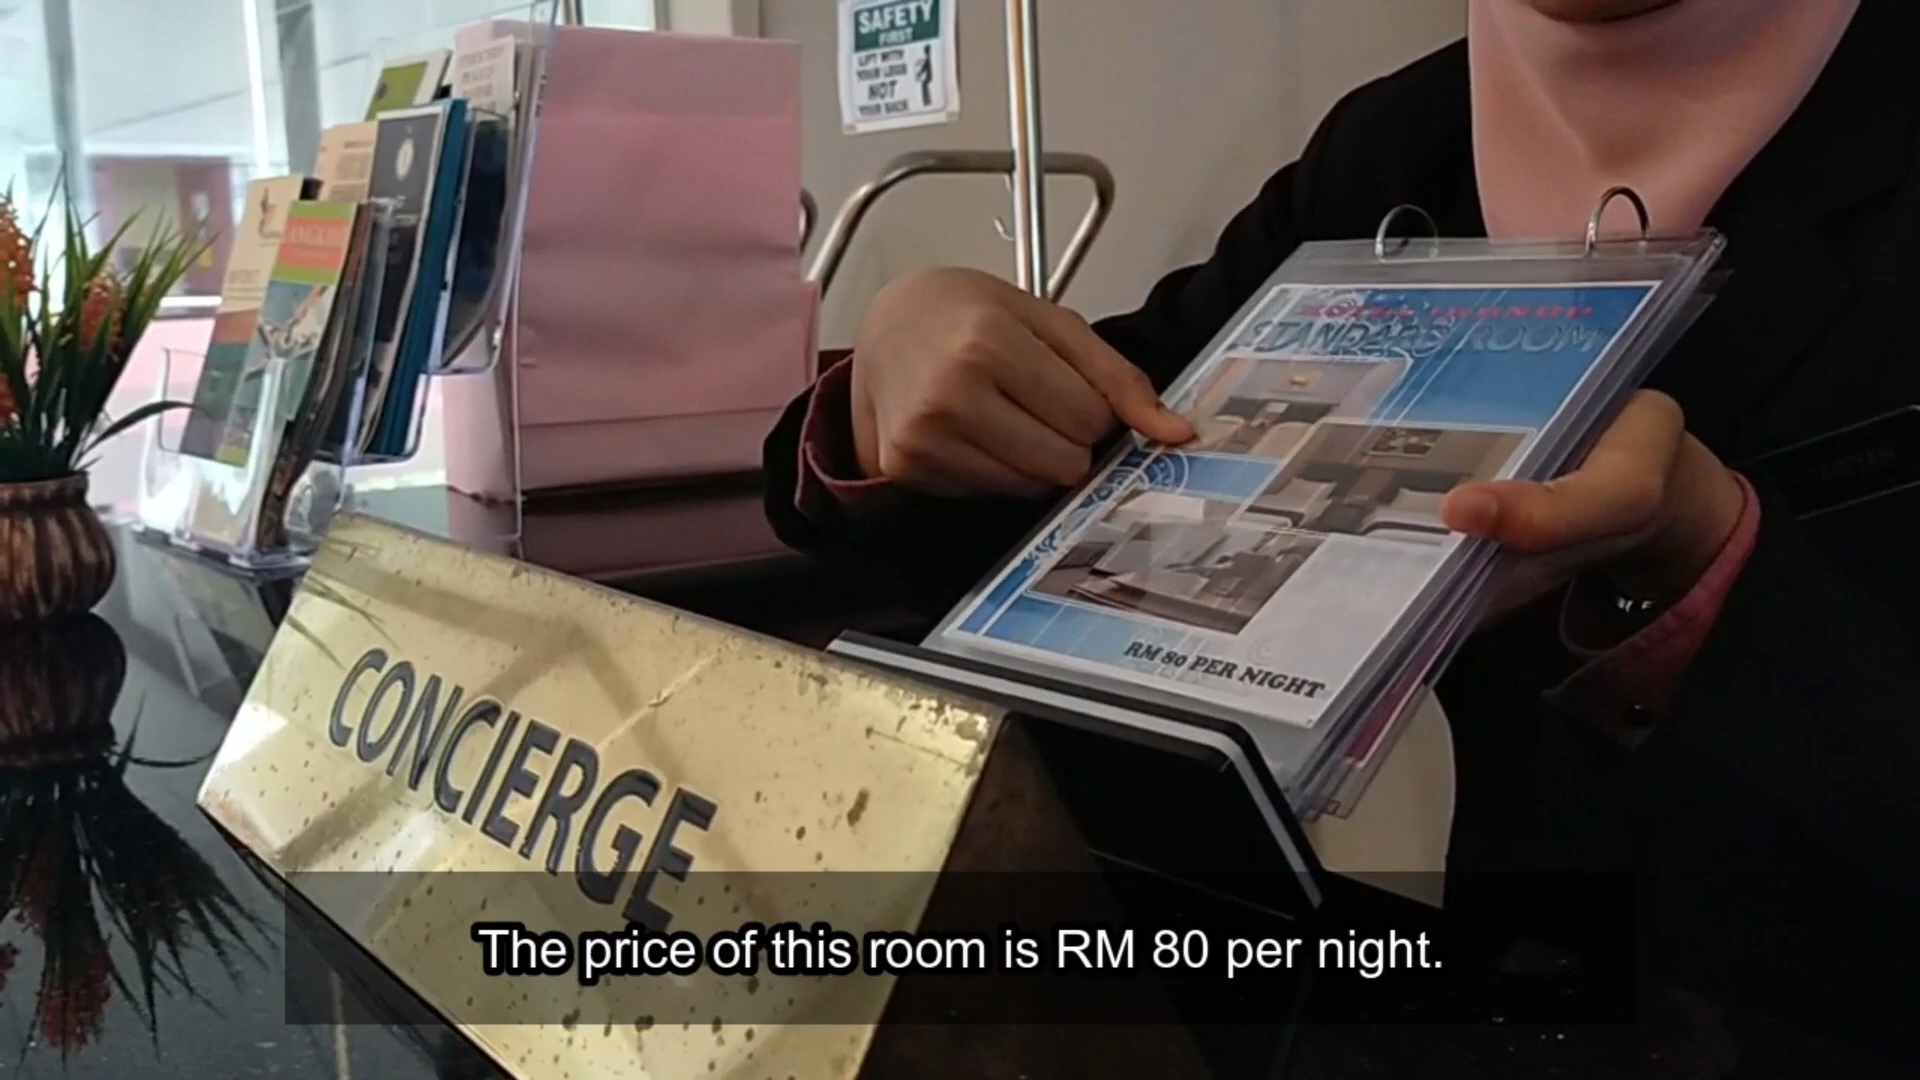 SAFETY
FIRST
LIFT WITH
YOUR LEGS
NOT
YOUR BACK
STANDARD ROOM
RM 80 PER NIGHT
CONCIERGE
The price of this room is RM 80 per night.